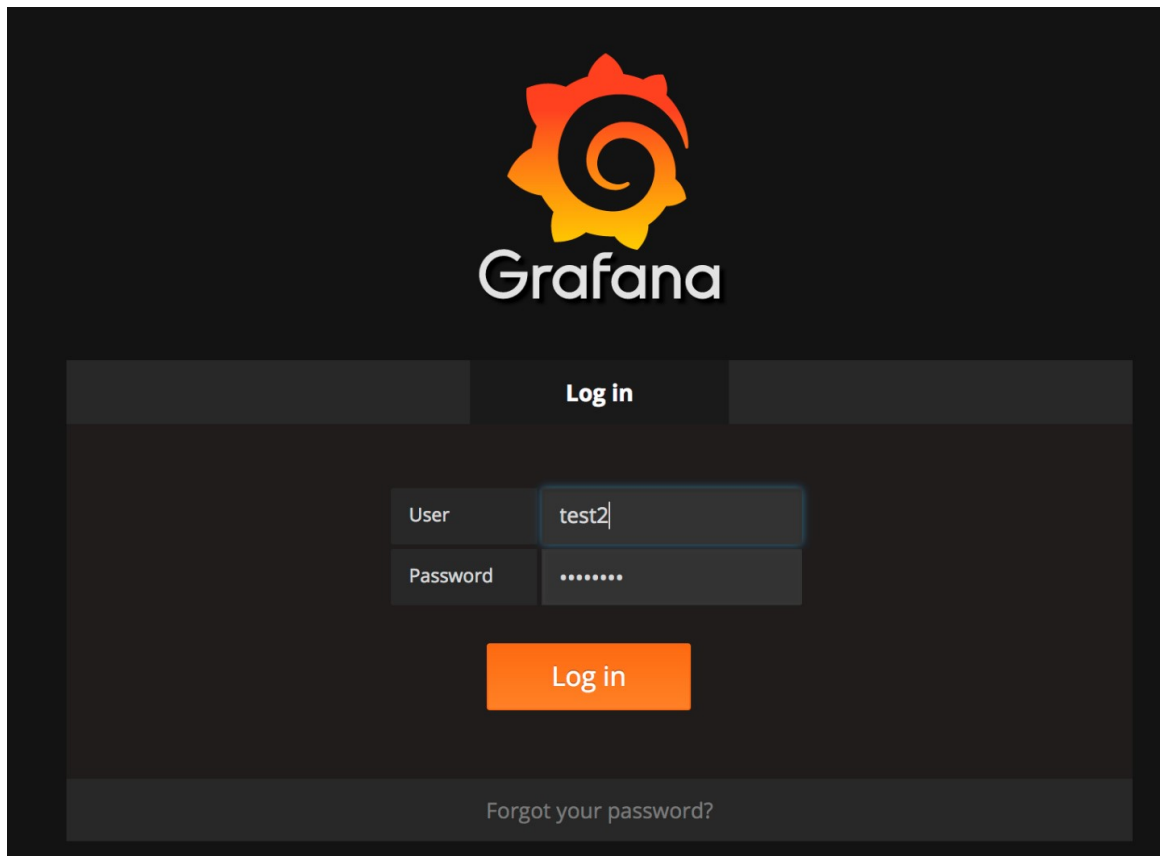 Grafana
Log in
User test2
Password ••••••••
Log in
Forgot your password?